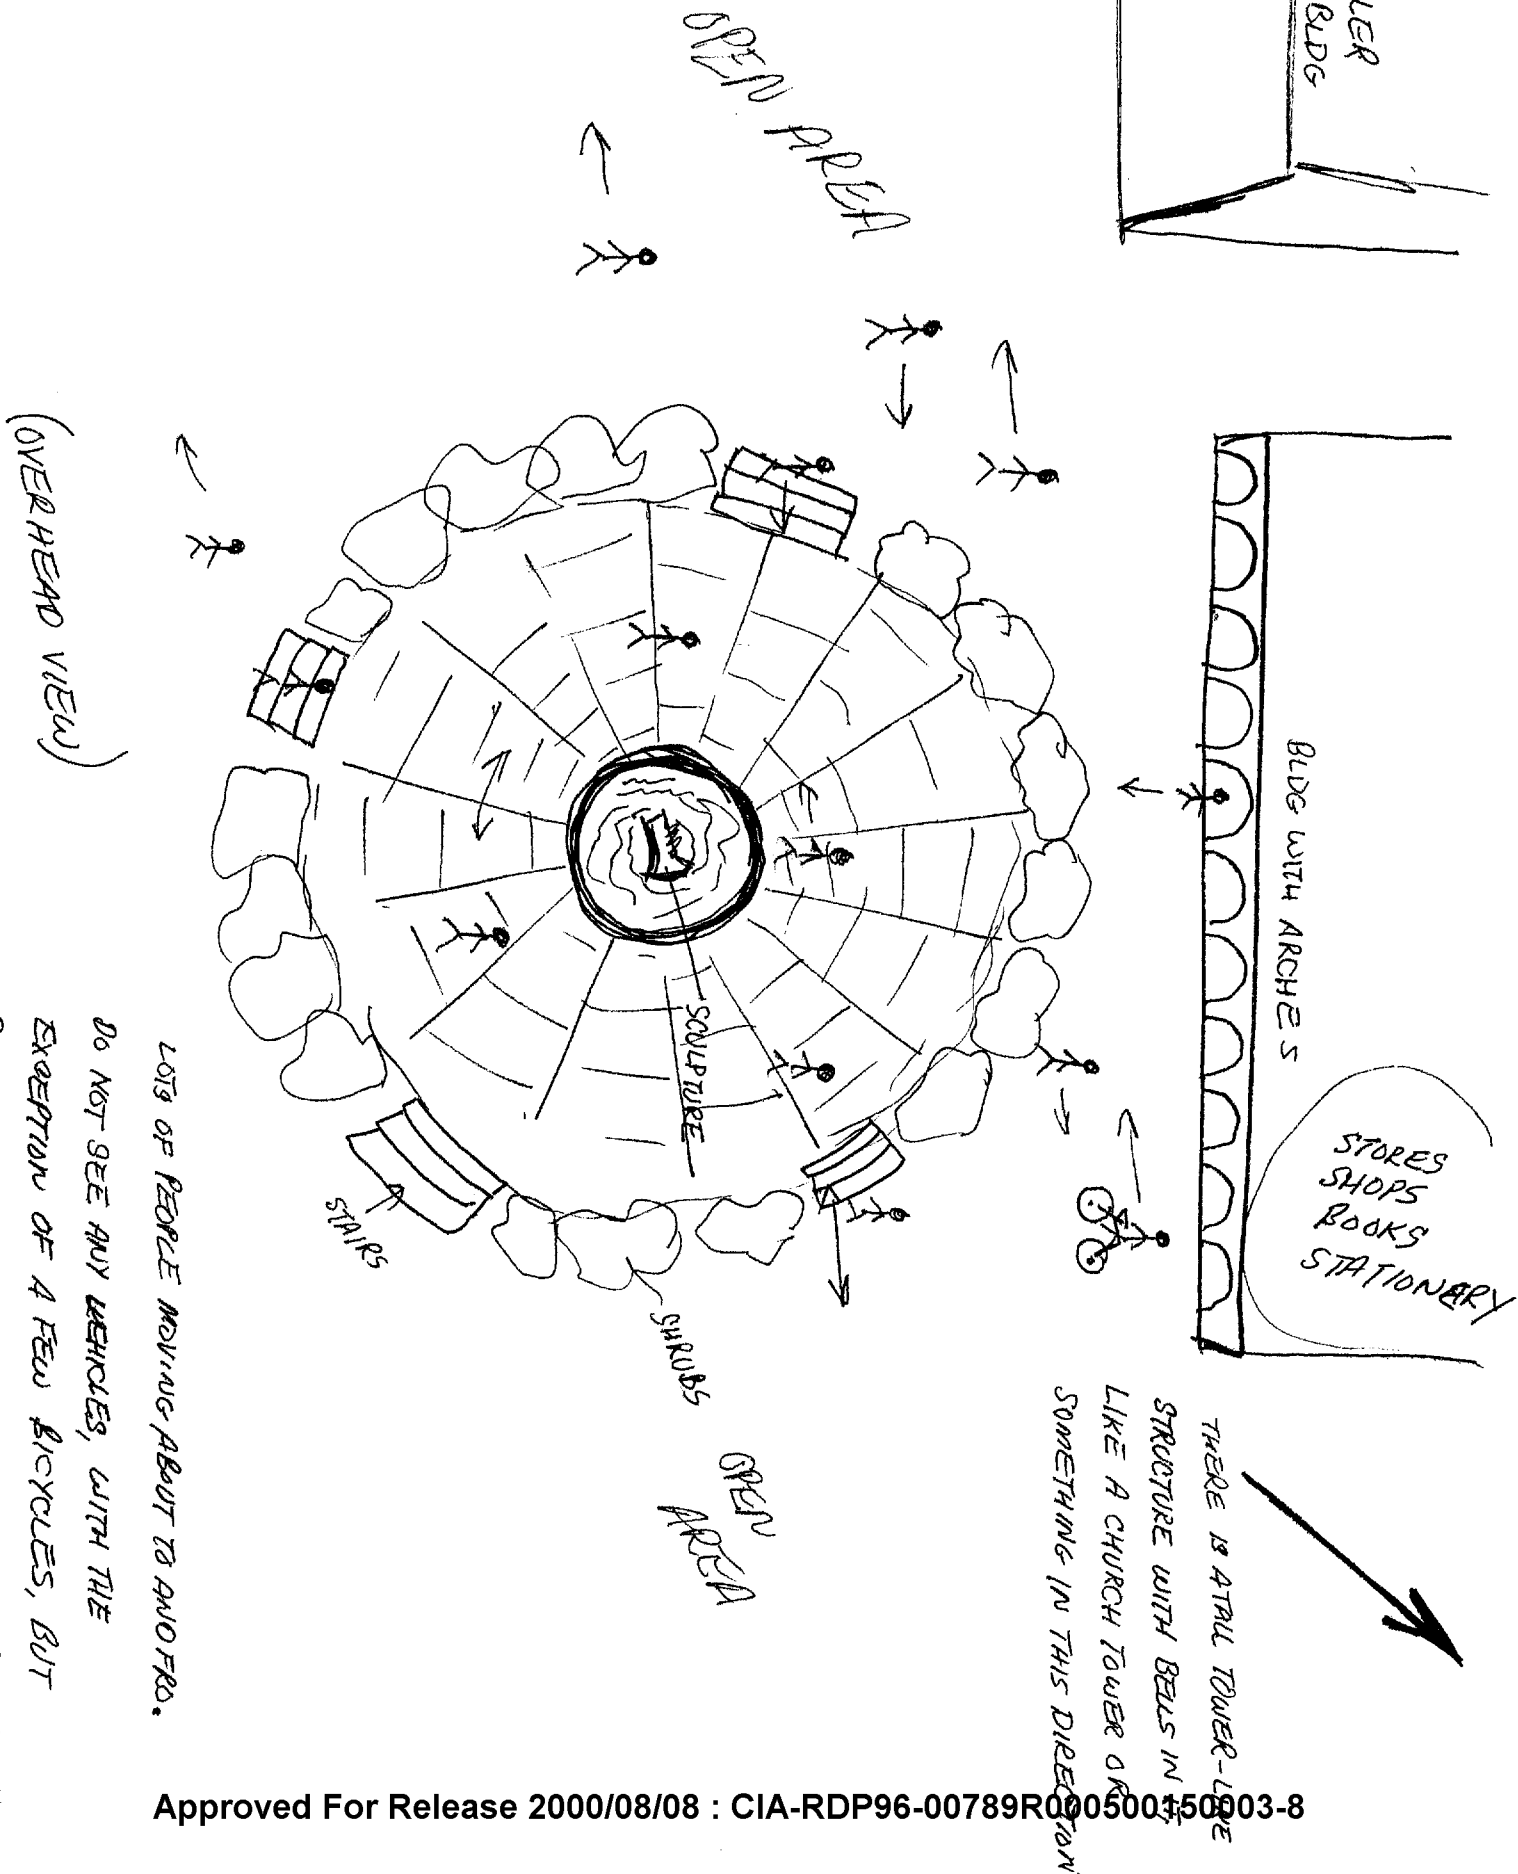 LER
BLDG
STORES
SHOPS
BOOKS
STATIONERY
BLDG WITH ARCHES
THERE IS A TALL TOWER-LIKE
STRUCTURE WITH BELLS IN IT
LIKE A CHURCH TOWER OR
SOMETHING IN THIS DIRECTION
OPEN AREA
SCULPTURE
SHRUBS
OPEN
AREA
STAIRS
LOTS OF PEOPLE MOVING ABOUT TO AND FRO.
DO NOT SEE ANY VEHICLES, WITH THE
EXCEPTION OF A FEW BICYCLES, BUT
(OVERHEAD VIEW)
Approved For Release 2000/08/08 : CIA-RDP96-00789R000500150003-8